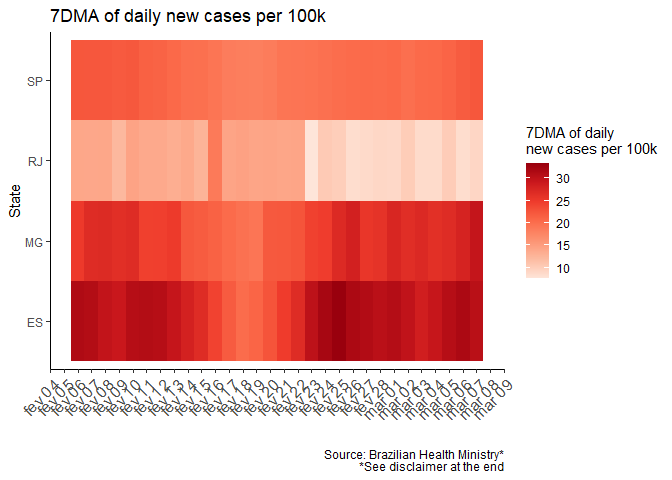 7DMA of daily new cases per 100k
State
SP
RJ
MG
ES
fev 04
fev 05
fev 06
fev 07
fev 08
fev 09
fev 10
fev 11
fev 12
fev 13
fev 14
fev 15
fev 16
fev 17
fev 18
fev 19
fev 20
fev 21
fev 22
fev 23
fev 24
fev 25
fev 26
fev 27
fev 28
mar 01
mar 02
mar 03
mar 04
mar 05
mar 06
mar 07
mar 08
mar 09
7DMA of daily
new cases per 100k
30
25
20
15
10
Source: Brazilian Health Ministry*
*See disclaimer at the end